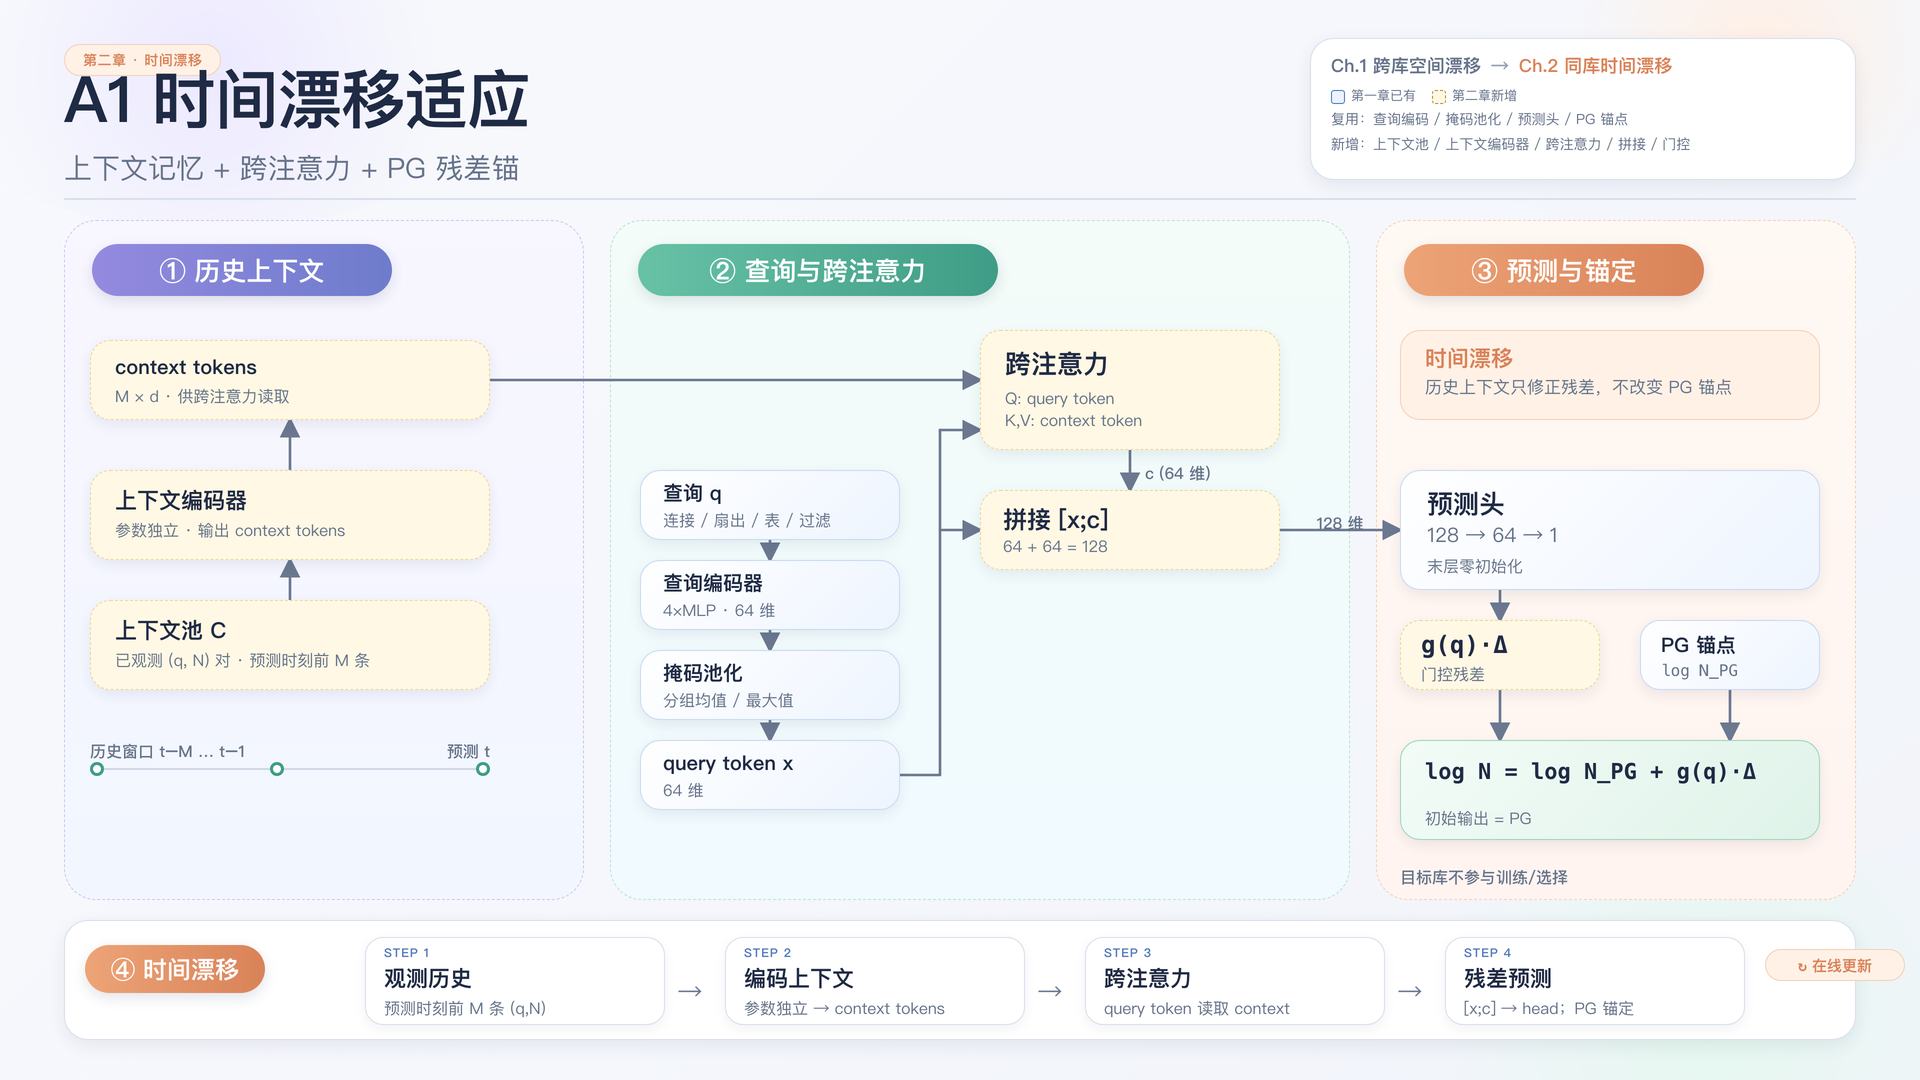 第二章 · 时间漂移
A1 时间漂移适应
上下文记忆 + 跨注意力 + PG 残差锚
Ch.1 跨库空间漂移 → Ch.2 同库时间漂移
第一章已有 第二章新增
复用：查询编码 / 掩码池化 / 预测头 / PG 锚点
新增：上下文池 / 上下文编码器 / 跨注意力 / 拼接 / 门控
① 历史上下文
context tokens
M × d · 供跨注意力读取
上下文编码器
参数独立 · 输出 context tokens
上下文池 C
已观测 (q, N) 对 · 预测时刻前 M 条
历史窗口 t−M … t−1
预测 t
② 查询与跨注意力
跨注意力
Q: query token
K,V: context token
c (64 维)
查询 q
连接 / 扇出 / 表 / 过滤
拼接 [x;c]
64 + 64 = 128
128 维
查询编码器
4×MLP · 64 维
掩码池化
分组均值 / 最大值
query token x
64 维
③ 预测与锚定
时间漂移
历史上下文只修正残差，不改变 PG 锚点
预测头
128 → 64 → 1
末层零初始化
g(q)·Δ
门控残差
PG 锚点
log N_PG
log N = log N_PG + g(q)·Δ
初始输出 = PG
目标库不参与训练/选择
④ 时间漂移
STEP 1
观测历史
预测时刻前 M 条 (q,N)
→
STEP 2
编码上下文
参数独立 → context tokens
→
STEP 3
跨注意力
query token 读取 context
→
STEP 4
残差预测
[x;c] → head；PG 锚定
↻ 在线更新